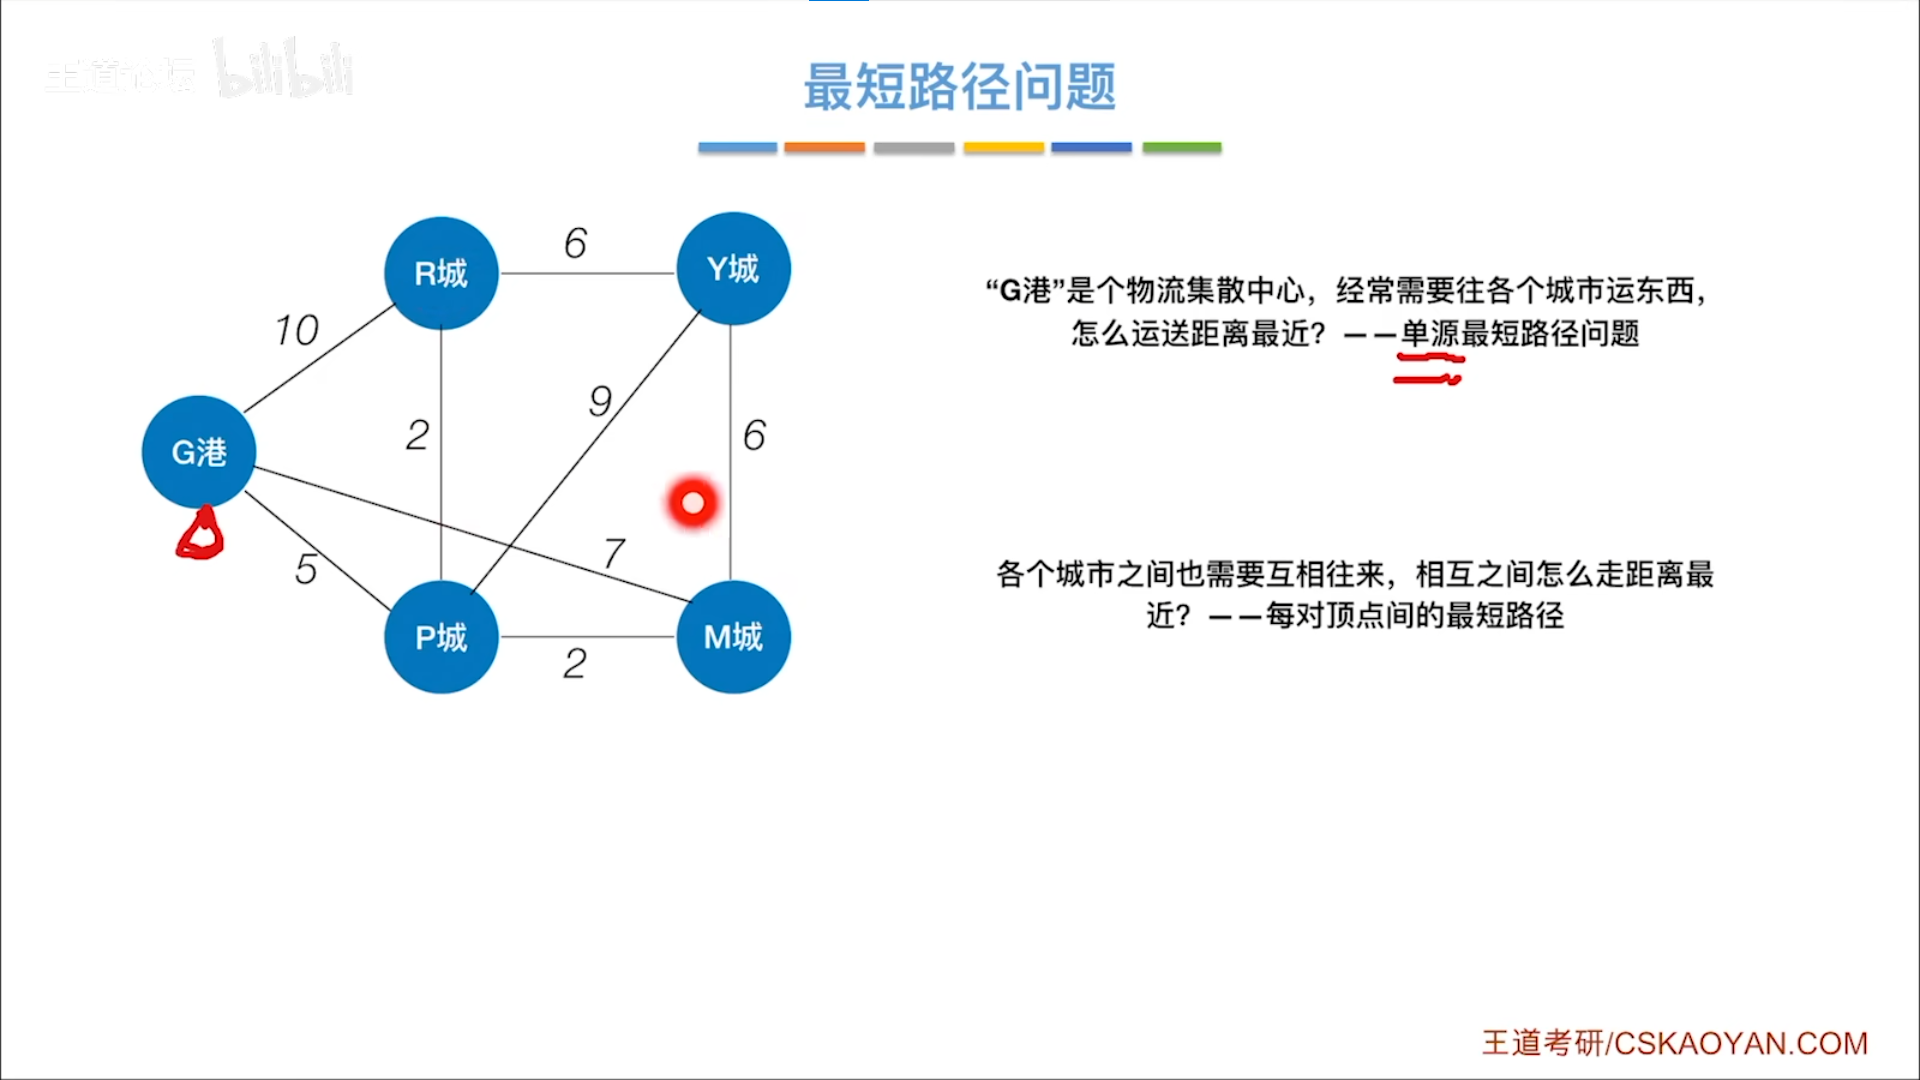 王道论坛 bilibili
最短路径问题
R城
6
Y城
10
2
9
6
G港
5
7
P城
2
M城
“G港”是个物流集散中心，经常需要往各个城市运东西，
怎么运送距离最近？——单源最短路径问题
各个城市之间也需要互相往来，相互之间怎么走距离最
近？——每对顶点间的最短路径
王道考研/CSKAOYAN.COM